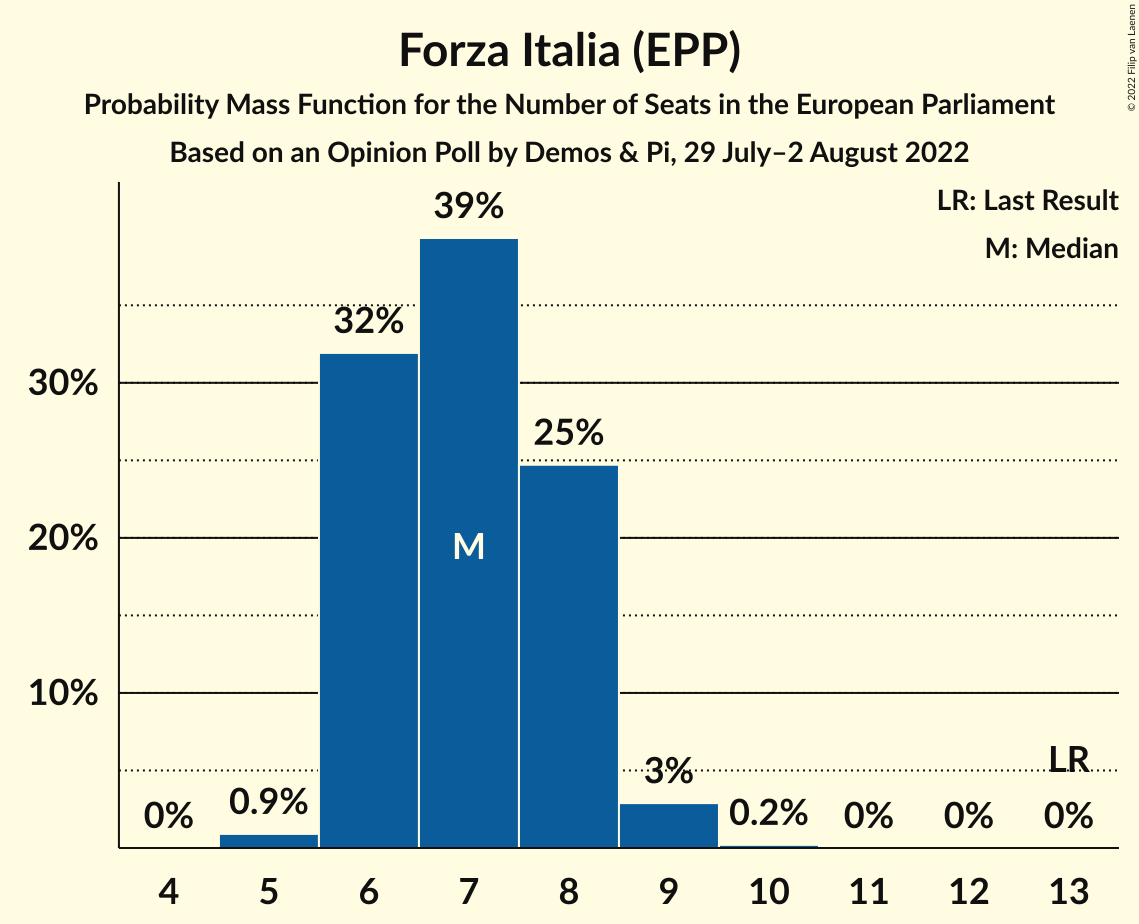 Forza Italia (EPP)
Probability Mass Function for the Number of Seats in the European Parliament
Based on an Opinion Poll by Demos & Pi, 29 July–2 August 2022
© 2022 Filip van Laenen
LR: Last Result
M: Median
39%
32%
30%
25%
20%
M
10%
LR
3%
0% 0.9% 0.2% 0% 0% 0%
4 5 6 7 8 9 10 11 12 13